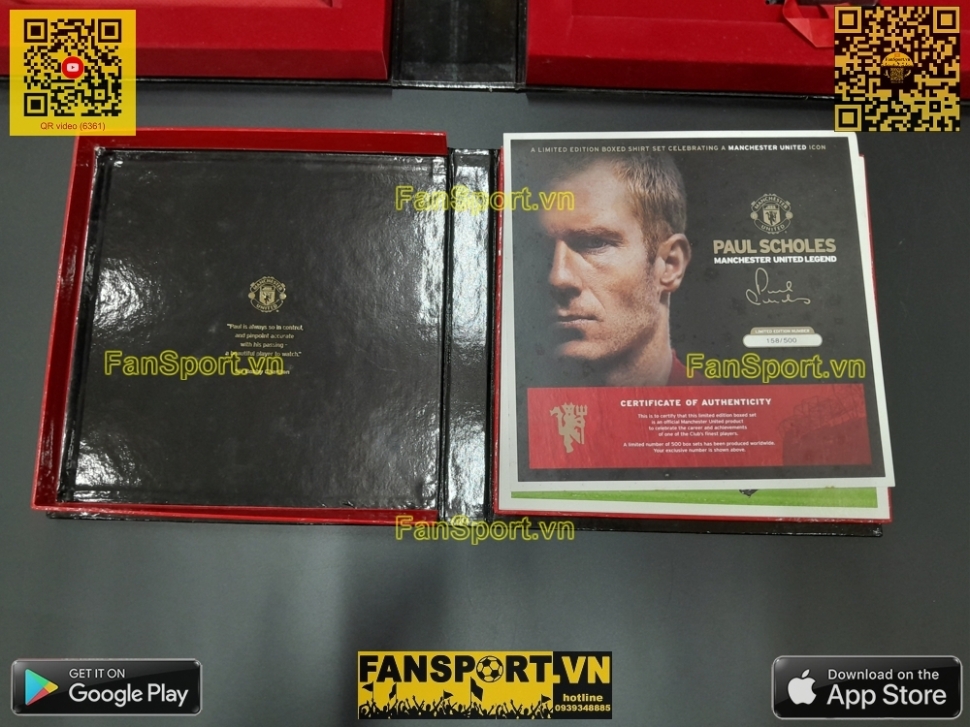 QR video (6361)
A LIMITED EDITION BOXED SHIRT SET CELEBRATING A MANCHESTER UNITED ICON
FanSport.vn
MANCHESTER
UNITED
PAUL SCHOLES
MANCHESTER UNITED LEGEND
LIMITED EDITION NUMBER
158/500
MANCHESTER
UNITED
"Paul is always so in control,
and pinpoint accurate
with his passing -
a beautiful player to watch."
FanSport.vn
FanSport.vn
CERTIFICATE OF AUTHENTICITY
This is to certify that this limited edition boxed set
is an official Manchester United product
to celebrate the career and achievements
of one of the Club's finest players.
A limited number of 500 box sets has been produced worldwide.
Your exclusive number is shown above.
FanSport.vn
GET IT ON
Google Play
FANSPORT.VN
hotline
0939348885
Download on the
App Store